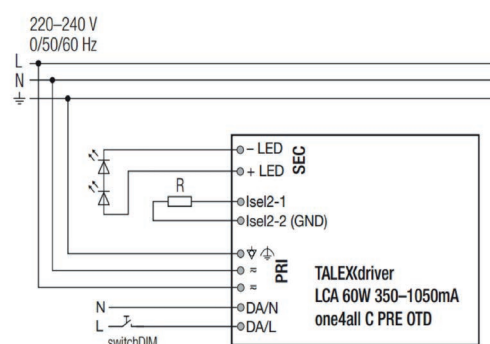 220–240 V
0/50/60 Hz
L
N
– LED
+ LED
SEC
R
Isel2-1
Isel2-2 (GND)
PRI
≈
≈
TALEXXdriver
LCA 60W 350–1050mA
one4all C PRE OTD
N
DA/N
L
DA/L
switchDIM